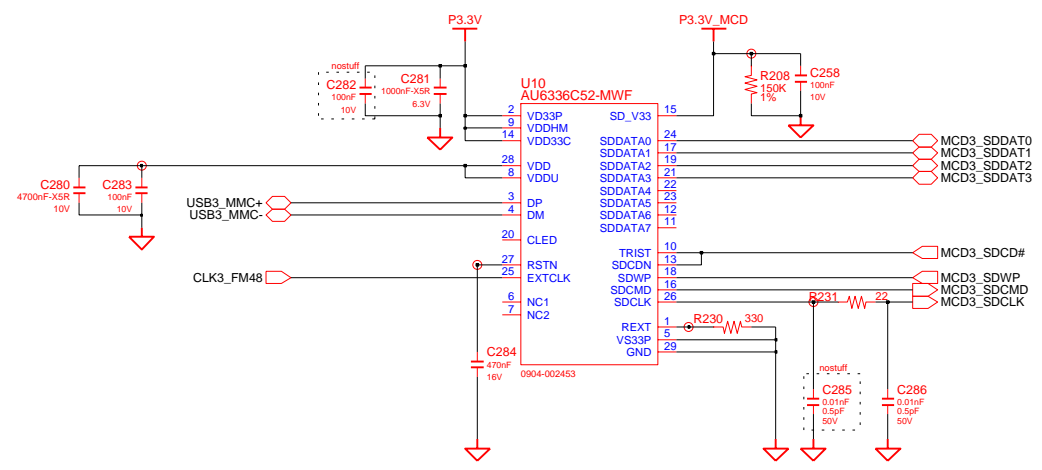 P3.3V
P3.3V_MCD
nostuff
C282
100nF
10V
C281
1000nF-X5R
6.3V
U10
AU6336C52-MWF
R208
150K
1%
C258
100nF
10V
2 VD33P
9 VDDHM
14 VDD33C
28 VDD
8 VDDU
3 DP
4 DM
20 CLED
27 RSTN
25 EXTCLK
6 NC1
7 NC2
SD_V33 15
SDDATA0 24
SDDATA1 17
SDDATA2 19
SDDATA3 21
SDDATA4 22
SDDATA5 23
SDDATA6 12
SDDATA7 11
TRIST 10
SDCDN 13
SDWP 18
SDCMD 16
SDCLK 26
REXT 1
VS33P 5
GND 29
MCD3_SDDAT0
MCD3_SDDAT1
MCD3_SDDAT2
MCD3_SDDAT3
C280
4700nF-X5R
10V
C283
100nF
10V
USB3_MMC+
USB3_MMC-
CLK3_FM48
MCD3_SDCD#
MCD3_SDWP
MCD3_SDCMD
MCD3_SDCLK
R231 22
R230 330
C284
470nF
16V
0904-002453
nostuff
C285
0.01nF
0.5pF
50V
C286
0.01nF
0.5pF
50V